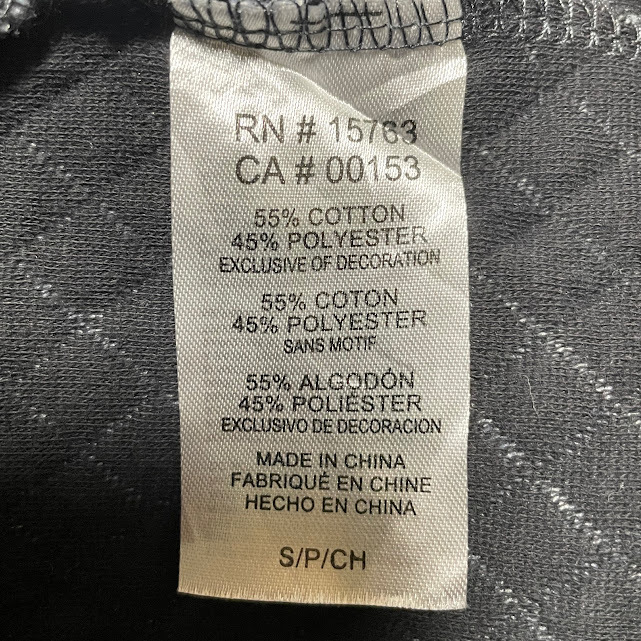 RN # 15763
CA # 00153
55% COTTON
45% POLYESTER
EXCLUSIVE OF DECORATION
55% COTON
45% POLYESTER
SANS MOTIF
55% ALGODÓN
45% POLIÉSTER
EXCLUSIVO DE DECORACION
MADE IN CHINA
FABRIQUÉ EN CHINE
HECHO EN CHINA
S/P/CH